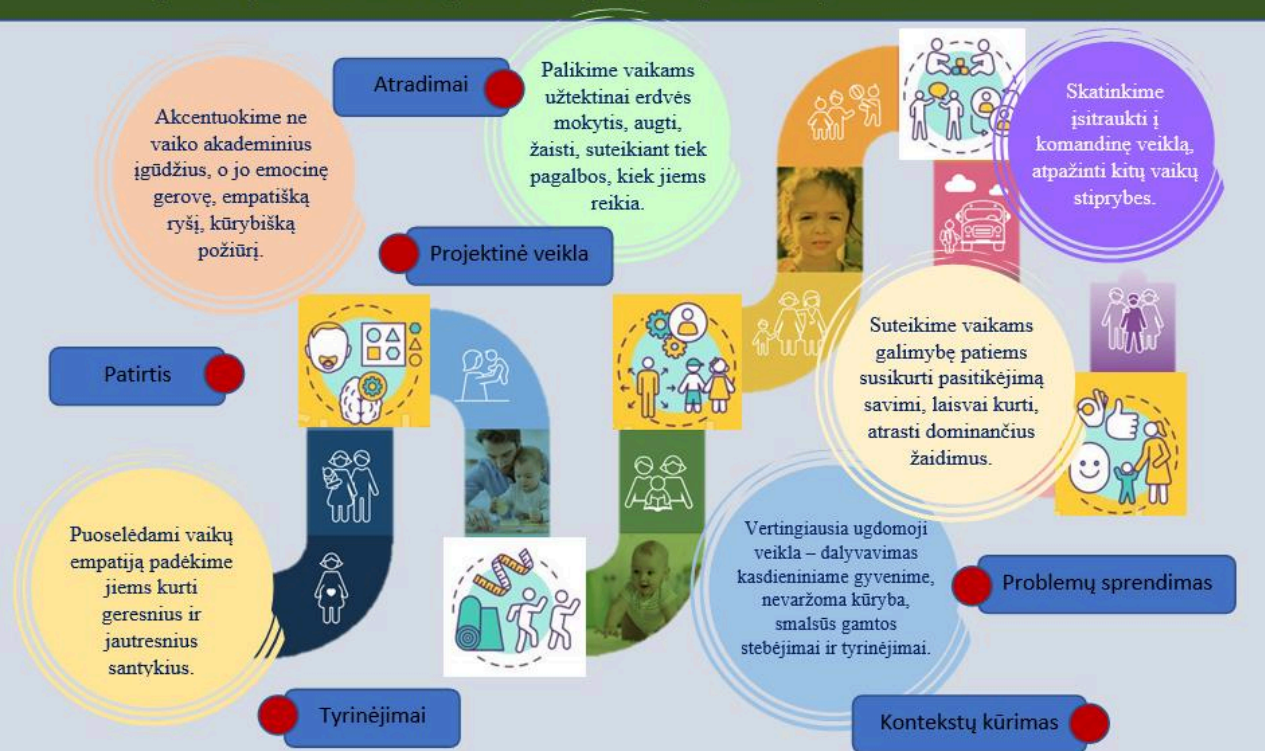 Atradimai
Palikime vaikams
užtektinai erdvės
mokytis, augti,
žaisti, suteikiant tiek
pagalbos, kiek jiems
reikia.
Skatinkime
įsitraukti į
komandinę veiklą,
atpažinti kitų vaikų
stiprybes.
Akcentuokime ne
vaiko akademinius
įgūdžius, o jo emocinę
gerovę, empatišką
ryšį, kūrybišką
požiūrį.
Projektinė veikla
Patirtis
Suteikime vaikams
galimybę patiems
susikurti pasitikėjimą
savimi, laisvai kurti,
atrasti dominančius
žaidimus.
Puoselėdami vaikų
empatiją padėkime
jiems kurti
geresnius ir
jautresnius
santykius.
Vertingiausia ugdomoji
veikla – dalyvavimas
kasdieniniame gyvenime,
nevaržoma kūryba,
smalsūs gamtos
stebėjimai ir tyrinėjimai.
Problemų sprendimas
Tyrinėjimai
Kontekstų kūrimas